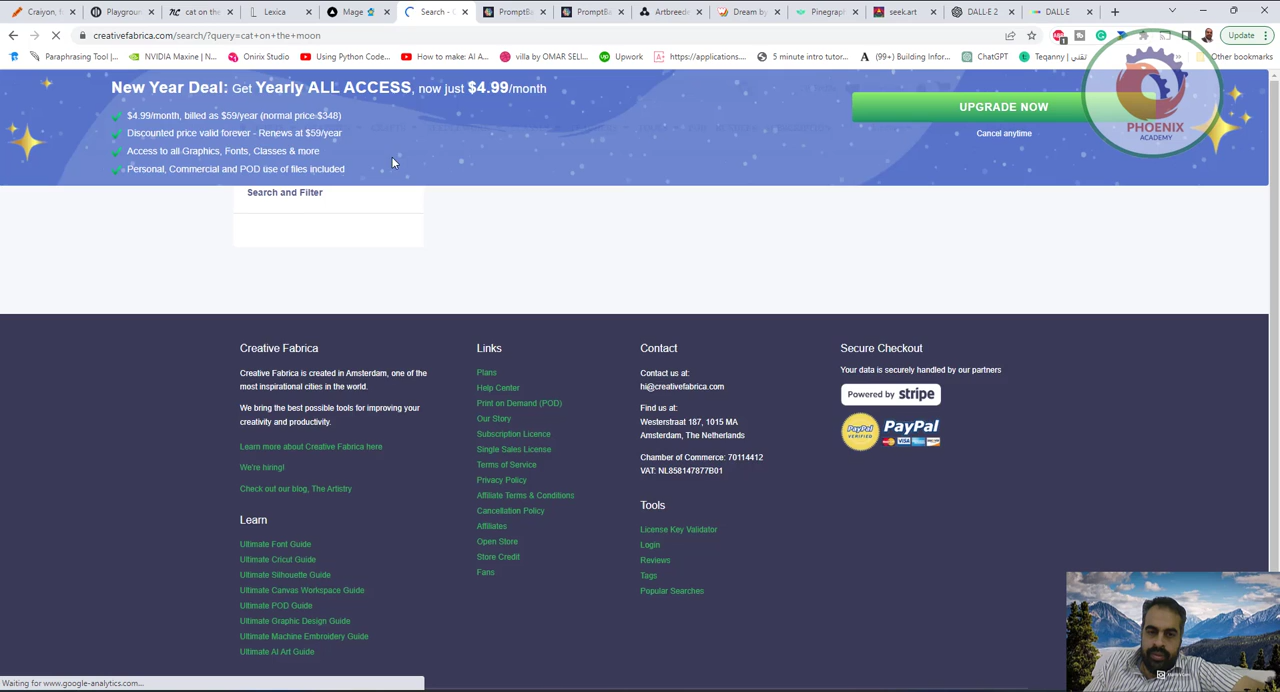 Craiyon, f
Playgroun
cat on the
Lexica
Mage
Search - C
PromptBa
PromptBa
Artbreede
Dream by
Pinegraph
seek.art
DALL·E 2
DALL-E
creativefabrica.com/search/?query=cat+on+the+moon
Update
Paraphrasing Tool |...
NVIDIA Maxine | N...
Onirix Studio
Using Python Code...
How to make: AI A...
villa by OMAR SELI...
Upwork
https://applications....
5 minute intro tutor...
(99+) Building Infor...
ChatGPT
Teqanny | تقني
Other bookmarks
New Year Deal: Get Yearly ALL ACCESS, now just $4.99/month
$4.99/month, billed as $59/year (normal price $348)
Discounted price valid forever - Renews at $59/year
Access to all Graphics, Fonts, Classes & more
Personal, Commercial and POD use of files included
UPGRADE NOW
Cancel anytime
PHOENIX
ACADEMY
Search and Filter
Creative Fabrica
Creative Fabrica is created in Amsterdam, one of the
most inspirational cities in the world.
We bring the best possible tools for improving your
creativity and productivity.
Learn more about Creative Fabrica here
We're hiring!
Check out our blog, The Artistry
Learn
Ultimate Font Guide
Ultimate Cricut Guide
Ultimate Silhouette Guide
Ultimate Canvas Workspace Guide
Ultimate POD Guide
Ultimate Graphic Design Guide
Ultimate Machine Embroidery Guide
Ultimate AI Art Guide
Links
Plans
Help Center
Print on Demand (POD)
Our Story
Subscription Licence
Single Sales License
Terms of Service
Privacy Policy
Affiliate Terms & Conditions
Cancellation Policy
Affiliates
Open Store
Store Credit
Fans
Contact
Contact us at:
hi@creativefabrica.com
Find us at:
Westerstraat 187, 1015 MA
Amsterdam, The Netherlands
Chamber of Commerce: 70114412
VAT: NL858147877B01
Tools
License Key Validator
Login
Reviews
Tags
Popular Searches
Secure Checkout
Your data is securely handled by our partners
Powered by stripe
PayPal
VERIFIED
PayPal
Waiting for www.google-analytics.com...